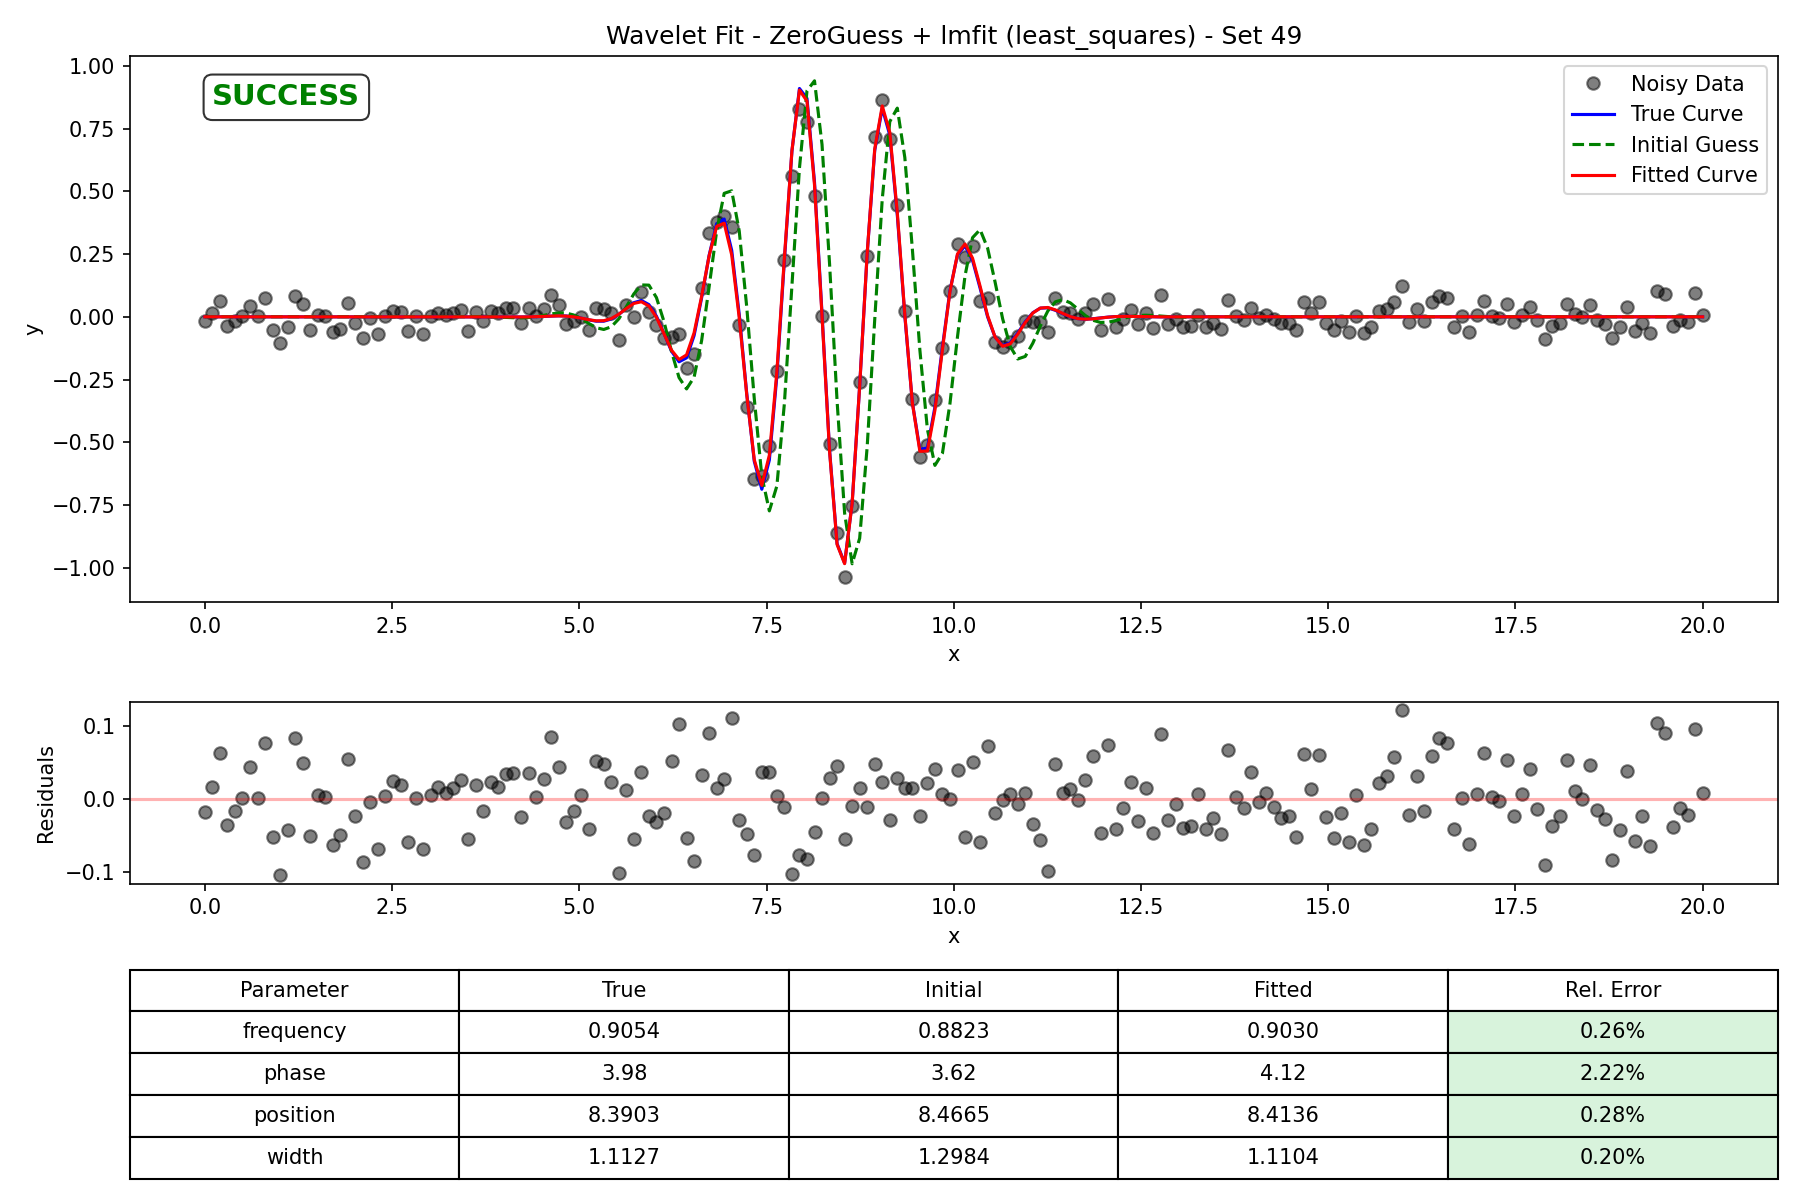 Wavelet Fit - ZeroGuess + lmfit (least_squares) - Set 49
SUCCESS
Noisy Data
True Curve
Initial Guess
Fitted Curve
y
1.00
0.75
0.50
0.25
0.00
−0.25
−0.50
−0.75
−1.00
0.0 2.5 5.0 7.5 10.0 12.5 15.0 17.5 20.0
x
Residuals
0.1
0.0
−0.1
0.0 2.5 5.0 7.5 10.0 12.5 15.0 17.5 20.0
x
Parameter True Initial Fitted Rel. Error
frequency 0.9054 0.8823 0.9030 0.26%
phase 3.98 3.62 4.12 2.22%
position 8.3903 8.4665 8.4136 0.28%
width 1.1127 1.2984 1.1104 0.20%